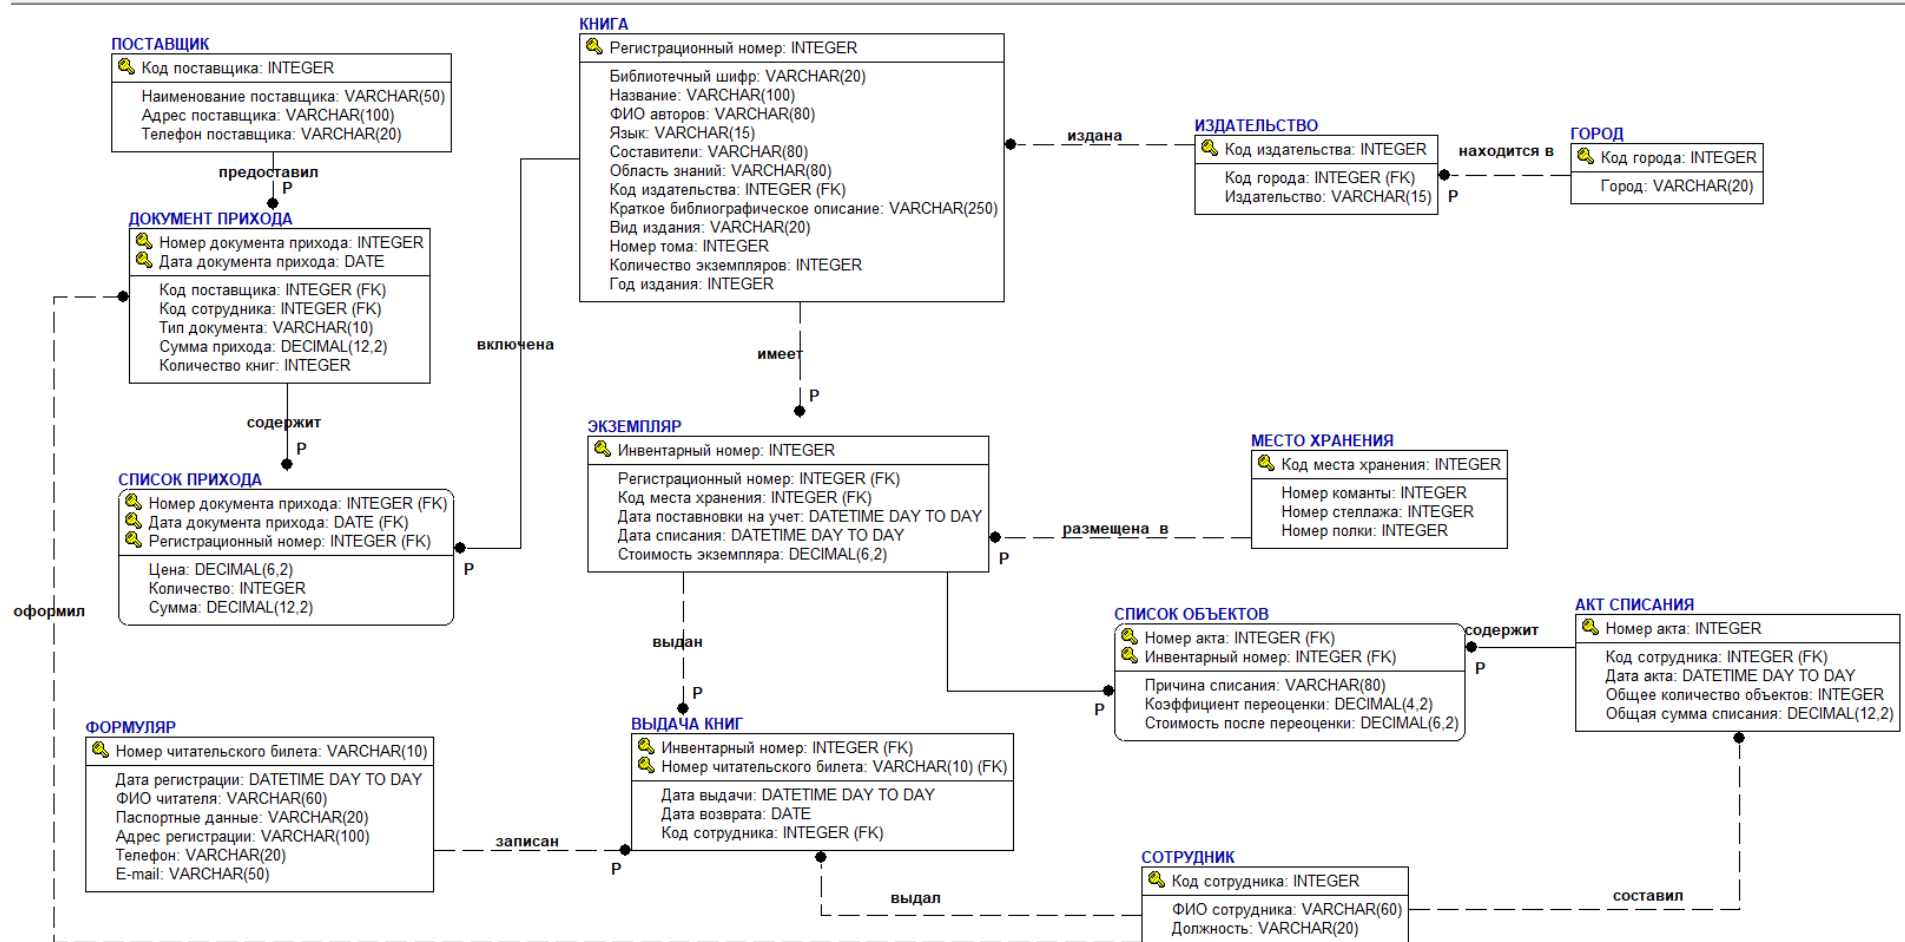 ПОСТАВЩИК
Код поставщика: INTEGER
Наименование поставщика: VARCHAR(50)
Адрес поставщика: VARCHAR(100)
Телефон поставщика: VARCHAR(20)
предоставил
P
ДОКУМЕНТ ПРИХОДА
Номер документа прихода: INTEGER
Дата документа прихода: DATE
Код поставщика: INTEGER (FK)
Код сотрудника: INTEGER (FK)
Тип документа: VARCHAR(10)
Сумма прихода: DECIMAL(12,2)
Количество книг: INTEGER
содержит
P
СПИСОК ПРИХОДА
Номер документа прихода: INTEGER (FK)
Дата документа прихода: DATE (FK)
Регистрационный номер: INTEGER (FK)
Цена: DECIMAL(6,2)
Количество: INTEGER
Сумма: DECIMAL(12,2)
P
оформил
включена
КНИГА
Регистрационный номер: INTEGER
Библиотечный шифр: VARCHAR(20)
Название: VARCHAR(100)
ФИО авторов: VARCHAR(80)
Язык: VARCHAR(15)
Составители: VARCHAR(80)
Область знаний: VARCHAR(80)
Код издательства: INTEGER (FK)
Краткое библиографическое описание: VARCHAR(250)
Вид издания: VARCHAR(20)
Номер тома: INTEGER
Количество экземпляров: INTEGER
Год издания: INTEGER
издана
ИЗДАТЕЛЬСТВО
Код издательства: INTEGER
Код города: INTEGER (FK)
Издательство: VARCHAR(15)
находится в
P
ГОРОД
Код города: INTEGER
Город: VARCHAR(20)
имеет
P
ЭКЗЕМПЛЯР
Инвентарный номер: INTEGER
Регистрационный номер: INTEGER (FK)
Код места хранения: INTEGER (FK)
Дата поставновки на учет: DATETIME DAY TO DAY
Дата списания: DATETIME DAY TO DAY
Стоимость экземпляра: DECIMAL(6,2)
размещена в
P
МЕСТО ХРАНЕНИЯ
Код места хранения: INTEGER
Номер команты: INTEGER
Номер стеллажа: INTEGER
Номер полки: INTEGER
СПИСОК ОБЪЕКТОВ
Номер акта: INTEGER (FK)
Инвентарный номер: INTEGER (FK)
Причина списания: VARCHAR(80)
Коэффициент переоценки: DECIMAL(4,2)
Стоимость после переоценки: DECIMAL(6,2)
P
содержит
P
АКТ СПИСАНИЯ
Номер акта: INTEGER
Код сотрудника: INTEGER (FK)
Дата акта: DATETIME DAY TO DAY
Общее количество объектов: INTEGER
Общая сумма списания: DECIMAL(12,2)
выдан
P
ФОРМУЛЯР
Номер читательского билета: VARCHAR(10)
Дата регистрации: DATETIME DAY TO DAY
ФИО читателя: VARCHAR(60)
Паспортные данные: VARCHAR(20)
Адрес регистрации: VARCHAR(100)
Телефон: VARCHAR(20)
E-mail: VARCHAR(50)
записан
P
ВЫДАЧА КНИГ
Инвентарный номер: INTEGER (FK)
Номер читательского билета: VARCHAR(10) (FK)
Дата выдачи: DATETIME DAY TO DAY
Дата возврата: DATE
Код сотрудника: INTEGER (FK)
выдал
СОТРУДНИК
Код сотрудника: INTEGER
ФИО сотрудника: VARCHAR(60)
Должность: VARCHAR(20)
составил